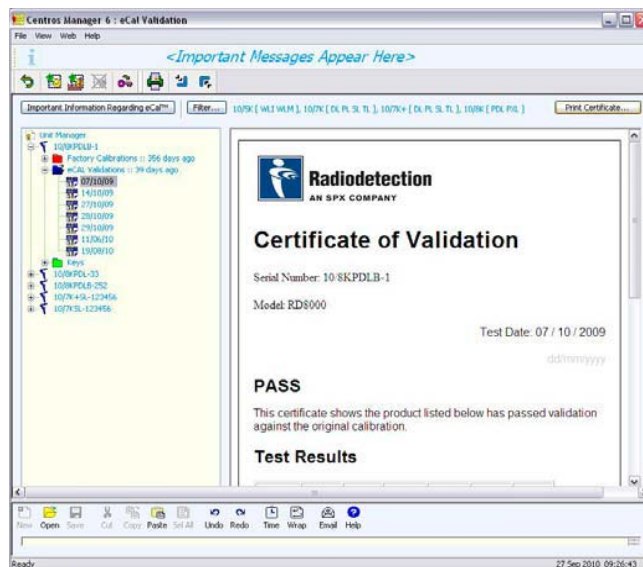 Centros Manager 6 : eCal Validation
File View Web Help
<Important Messages Appear Here>
Important Information Regarding eCal™
Filter...
10/5K [ WLI WLM ], 10/7K [ DL PL SL TL ], 10/7K+ [ DL PL SL TL ], 10/8K [ PDL PXL ]
Print Certificate...
Unit Manager
10/8KPDLB-1
Factory Calibrations :: 356 days ago
eCAL Validations :: 39 days ago
07/10/09
14/10/09
27/10/09
28/10/09
29/10/09
11/06/10
19/08/10
Keys
10/8KPDL-33
10/8KPDLB-252
10/7K+SL-123456
10/7KSL-123456
Radiodetection
AN SPX COMPANY
Certificate of Validation
Serial Number: 10/8KPDLB-1
Model: RD8000
Test Date: 07 / 10 / 2009
dd/mm/yyyy
PASS
This certificate shows the product listed below has passed validation
against the original calibration.
Test Results
New Open Save Cut Copy Paste Sel All Undo Redo Time Wrap Email Help
Ready
27 Sep 2010 09:26:43